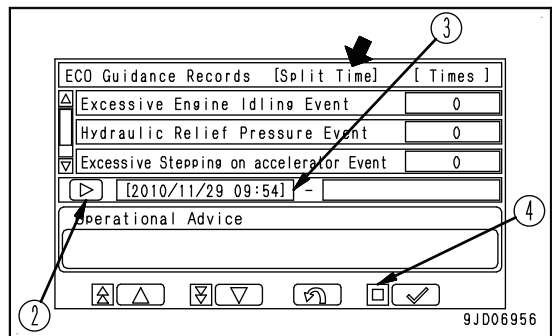 3
ECO Guidance Records [Split Time] [ Times ]
Excessive Engine Idling Event 0
Hydraulic Relief Pressure Event 0
Excessive Stepping on accelerator Event 0
[2010/11/29 09:54] -
Operational Advice
4
2
9JD06956